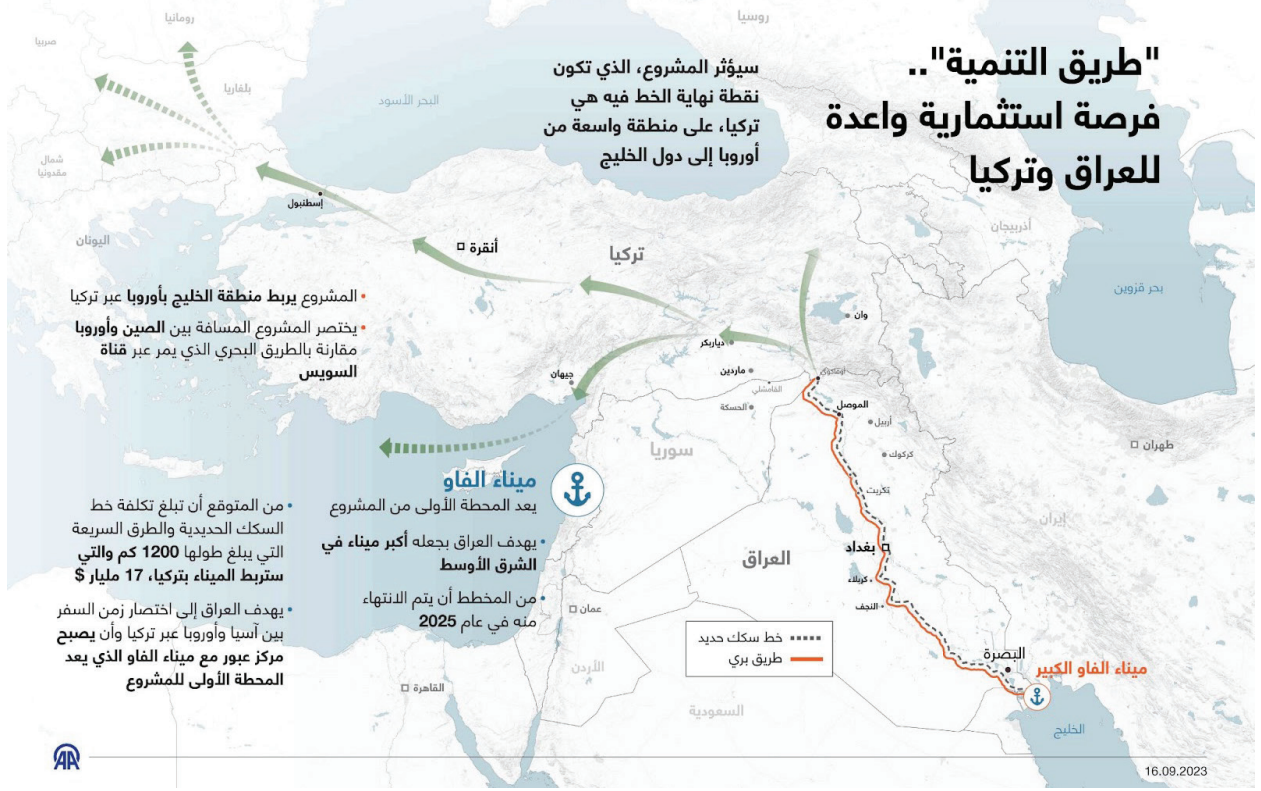 "طريق التنمية"..
فرصة استثمارية واعدة
للعراق وتركيا
سيؤثر المشروع، الذي تكون
نقطة نهاية الخط فيه هي
تركيا، على منطقة واسعة من
أوروبا إلى دول الخليج
روسيا
رومانيا
صربيا
بلغاريا
البحر الأسود
شمال
مقدونيا
إسطنبول
اليونان
أنقرة
تركيا
أذربيجان
بحر قزوين
وان
دياربكر
ماردين
جيهان
القامشلي
الحسكة
الموصل
أربيل
كركوك
طهران
سوريا
تكريت
إيران
بغداد
العراق
كربلاء
النجف
عمان
الأردن
القاهرة
السعودية
البصرة
ميناء الفاو الكبير
الخليج
• المشروع يربط منطقة الخليج بأوروبا عبر تركيا
• يختصر المشروع المسافة بين الصين وأوروبا
مقارنة بالطريق البحري الذي يمر عبر قناة
السويس
ميناء الفاو
يعد المحطة الأولى من المشروع
• يهدف العراق بجعله أكبر ميناء في
الشرق الأوسط
• من المخطط أن يتم الانتهاء
منه في عام 2025
• من المتوقع أن تبلغ تكلفة خط
السكك الحديدية والطرق السريعة
التي يبلغ طولها 1200 كم والتي
ستربط الميناء بتركيا، 17 مليار $
• يهدف العراق إلى اختصار زمن السفر
بين آسيا وأوروبا عبر تركيا وأن يصبح
مركز عبور مع ميناء الفاو الذي يعد
المحطة الأولى للمشروع
خط سكك حديد
طريق بري
AA
16.09.2023